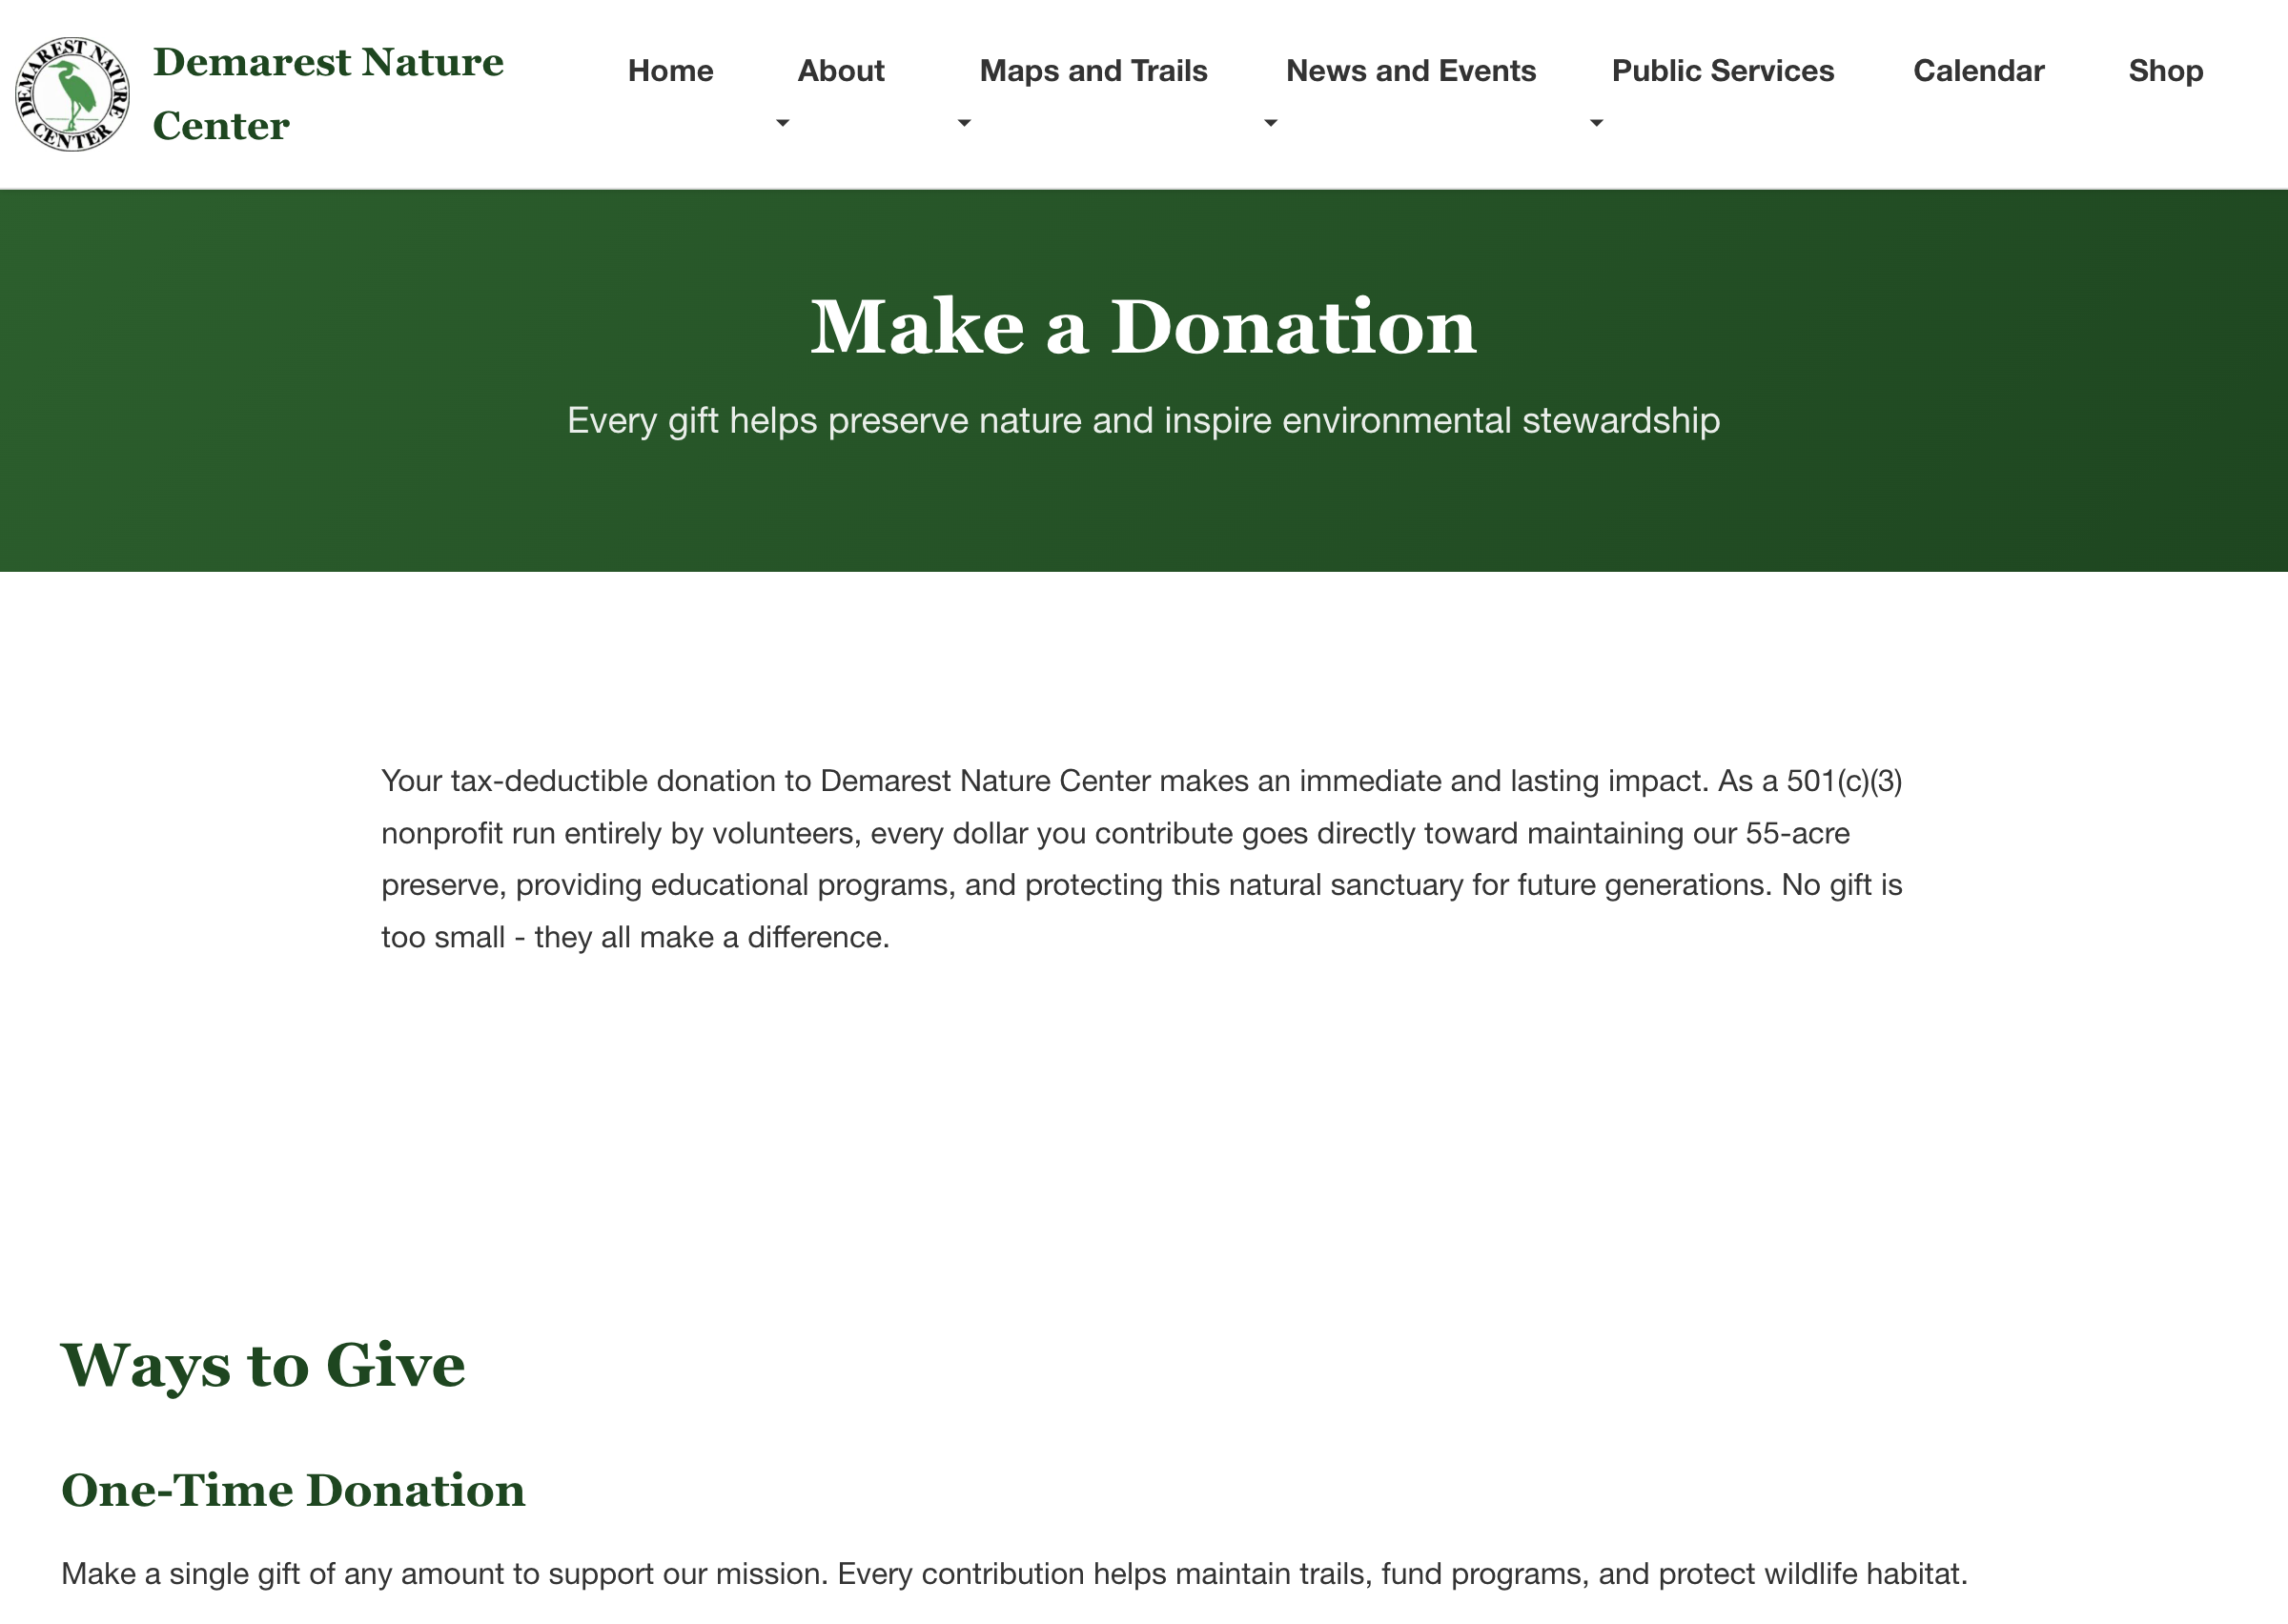 DEMAREST NATURE CENTER
Demarest Nature
Center
Home
About
Maps and Trails
News and Events
Public Services
Calendar
Shop
Make a Donation
Every gift helps preserve nature and inspire environmental stewardship
Your tax-deductible donation to Demarest Nature Center makes an immediate and lasting impact. As a 501(c)(3)
nonprofit run entirely by volunteers, every dollar you contribute goes directly toward maintaining our 55-acre
preserve, providing educational programs, and protecting this natural sanctuary for future generations. No gift is
too small - they all make a difference.
Ways to Give
One-Time Donation
Make a single gift of any amount to support our mission. Every contribution helps maintain trails, fund programs, and protect wildlife habitat.